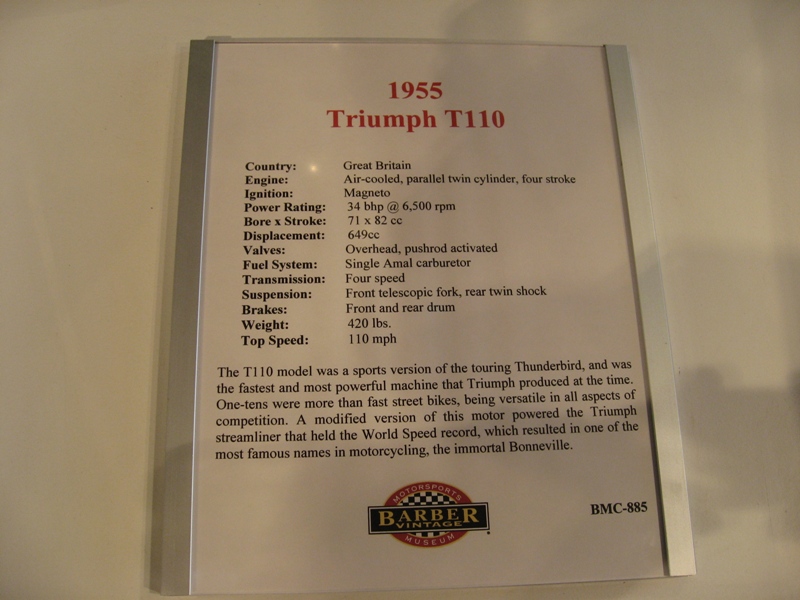 1955
Triumph T110
Country: Great Britain
Engine: Air-cooled, parallel twin cylinder, four stroke
Ignition: Magneto
Power Rating: 34 bhp @ 6,500 rpm
Bore x Stroke: 71 x 82 cc
Displacement: 649cc
Valves: Overhead, pushrod activated
Fuel System: Single Amal carburetor
Transmission: Four speed
Suspension: Front telescopic fork, rear twin shock
Brakes: Front and rear drum
Weight: 420 lbs.
Top Speed: 110 mph
The T110 model was a sports version of the touring Thunderbird, and was
the fastest and most powerful machine that Triumph produced at the time.
One-tens were more than fast street bikes, being versatile in all aspects of
competition. A modified version of this motor powered the Triumph
streamliner that held the World Speed record, which resulted in one of the
most famous names in motorcycling, the immortal Bonneville.
MOTORSPORTS
BARBER
VINTAGE
MUSEUM
BMC-885